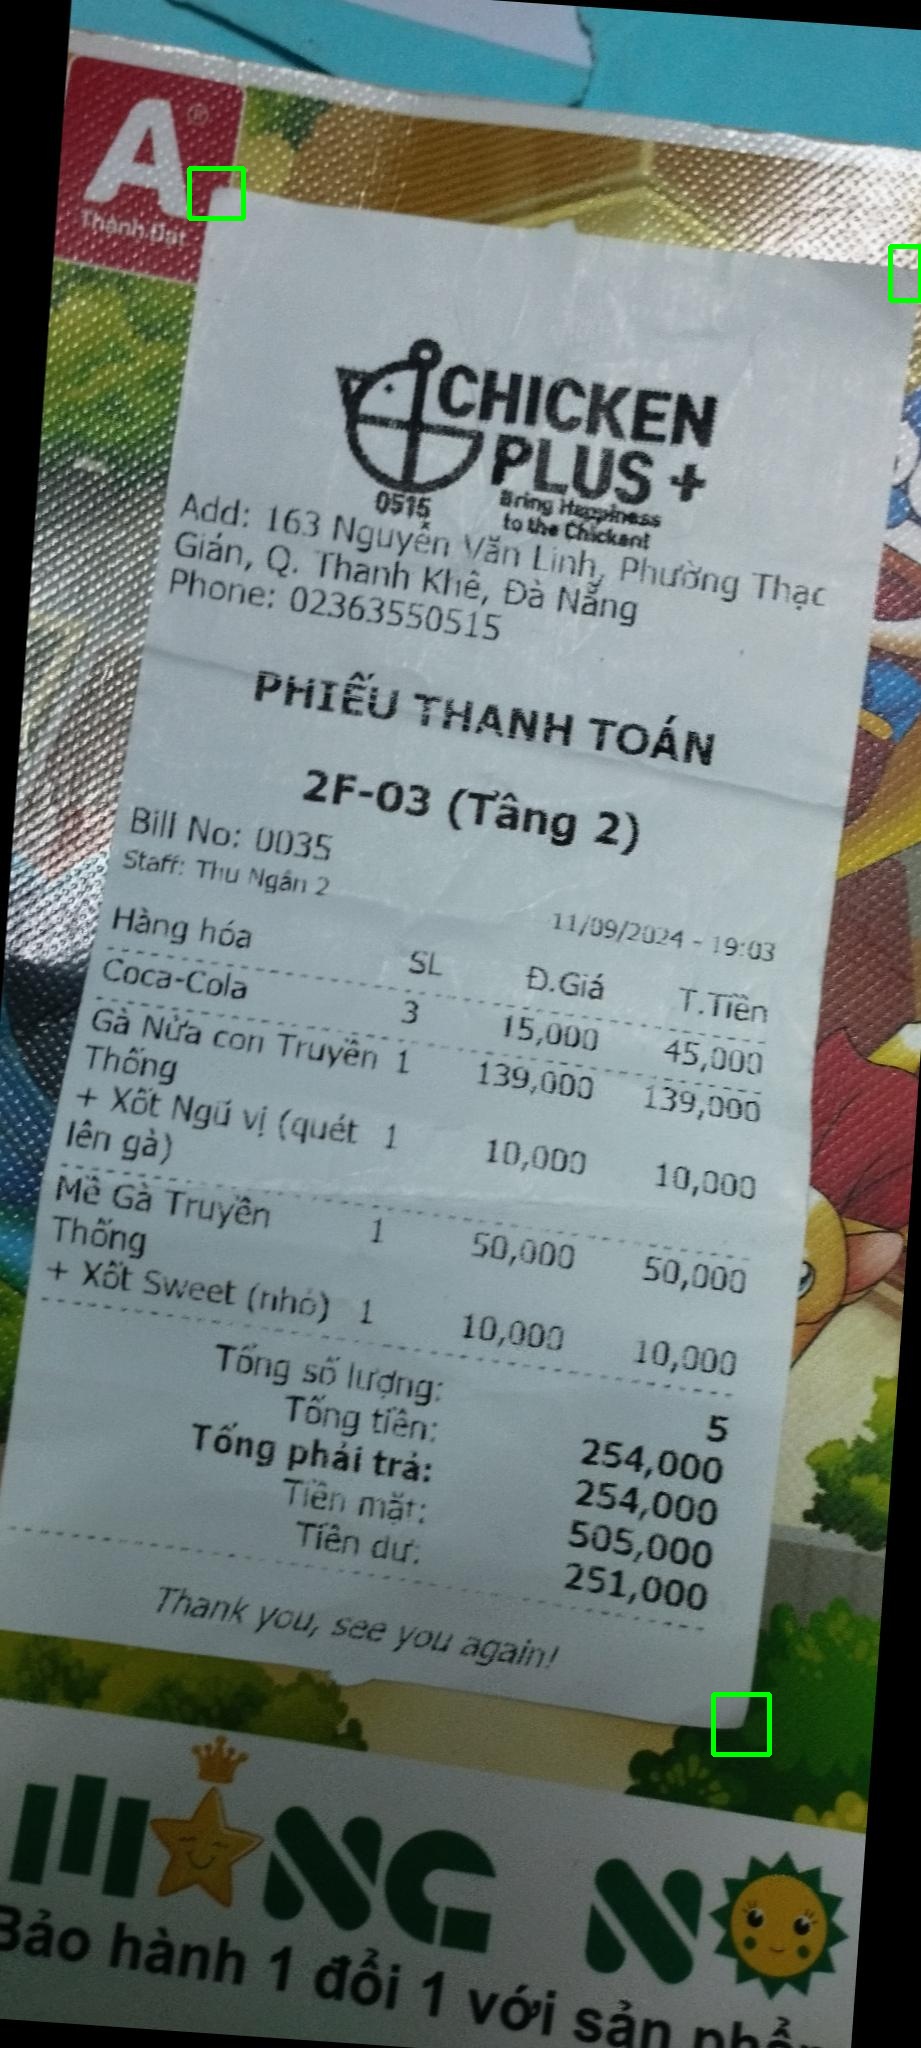 A®
Thành Đạt
CHICKEN
PLUS +
0515
Bring Happiness
to the Chicken!
Add: 163 Nguyễn Văn Linh, Phường Thạc
Gián, Q. Thanh Khê, Đà Nẵng
Phone: 02363550515
PHIẾU THANH TOÁN
2F-03 (Tầng 2)
Bill No: 0035
Staff: Thu Ngân 2
11/09/2024 - 19:03
Hàng hóa SL Đ.Giá T.Tiền
Coca-Cola 3 15,000 45,000
Gà Nửa con Truyền 1 139,000 139,000
Thống
+ Xốt Ngũ vị (quét 1 10,000 10,000
lên gà)
Mề Gà Truyền 1 50,000 50,000
Thống
+ Xốt Sweet (nhỏ) 1 10,000 10,000
Tổng số lượng: 5
Tổng tiền: 254,000
Tổng phải trả: 254,000
Tiền mặt: 505,000
Tiền dư: 251,000
Thank you, see you again!
Bảo hành 1 đổi 1 với sản